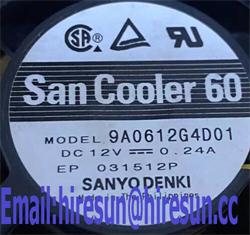 San Cooler 60
MODEL 9A0612G4D01
DC 12V 0.24A
EP 031512P
SANYO DENKI
Email:hiresun@hiresun.cc